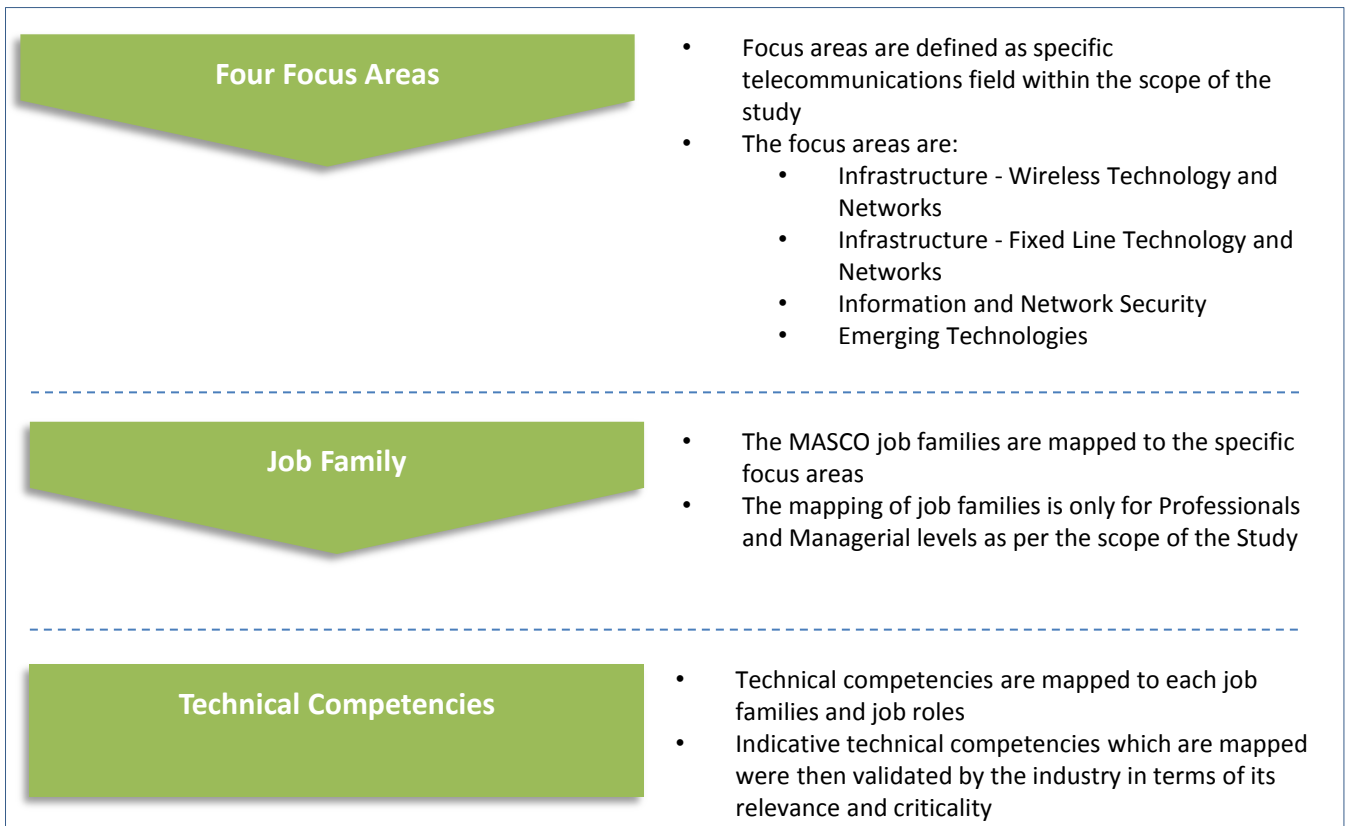 Four Focus Areas
• Focus areas are defined as specific
telecommunications field within the scope of the
study
• The focus areas are:
• Infrastructure - Wireless Technology and
Networks
• Infrastructure - Fixed Line Technology and
Networks
• Information and Network Security
• Emerging Technologies
Job Family
• The MASCO job families are mapped to the specific
focus areas
• The mapping of job families is only for Professionals
and Managerial levels as per the scope of the Study
Technical Competencies
• Technical competencies are mapped to each job
families and job roles
• Indicative technical competencies which are mapped
were then validated by the industry in terms of its
relevance and criticality